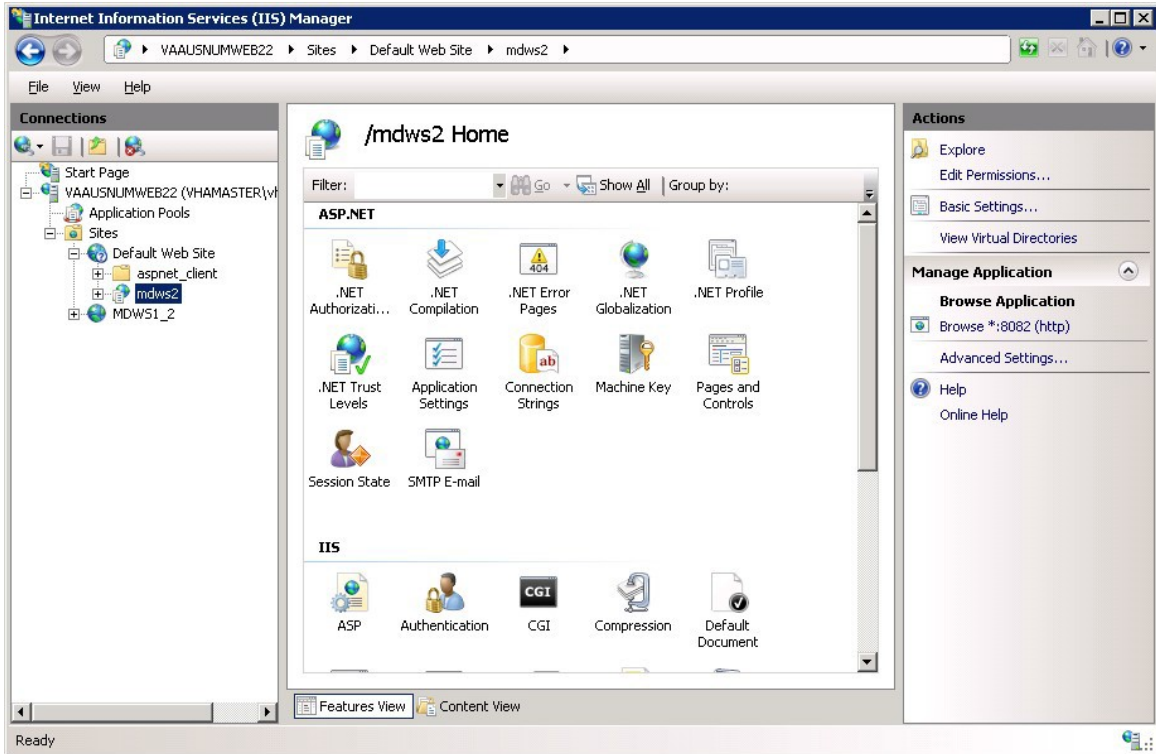 Internet Information Services (IIS) Manager
VAAUSNUMWEB22 Sites Default Web Site mdws2
File View Help
Connections
Start Page
VAAUSNUMWEB22 (VHAMASTER\vh
Application Pools
Sites
Default Web Site
aspnet_client
mdws2
MDWS1_2
/mdws2 Home
Filter: Go Show All Group by:
ASP.NET
.NET Authorizati...
.NET Compilation
404
.NET Error Pages
.NET Globalization
.NET Profile
.NET Trust Levels
Application Settings
ab
Connection Strings
Machine Key
Pages and Controls
Session State
SMTP E-mail
IIS
ASP
Authentication
CGI
CGI
Compression
Default Document
Features View Content View
Actions
Explore
Edit Permissions...
Basic Settings...
View Virtual Directories
Manage Application
Browse Application
Browse *:8082 (http)
Advanced Settings...
Help
Online Help
Ready